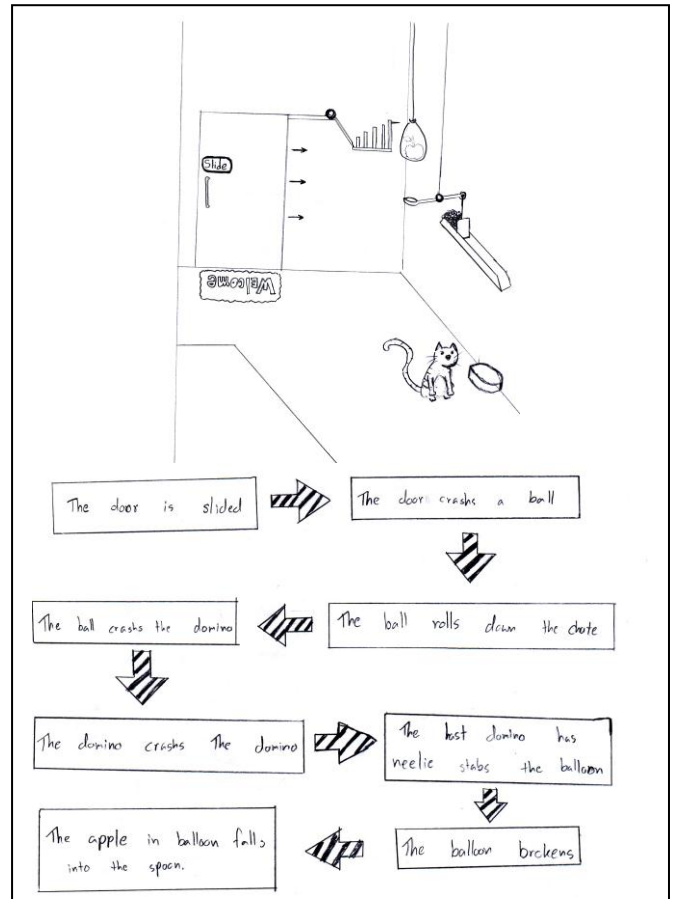 Slide
Welcome
The door is slided
The door crashs a ball
The ball rolls down the chute
The ball crashs the domino
The domino crashs The domino
The last domino has
neelie stabs the balloon
The balloon brokens
The apple in balloon falls
into the spoon.